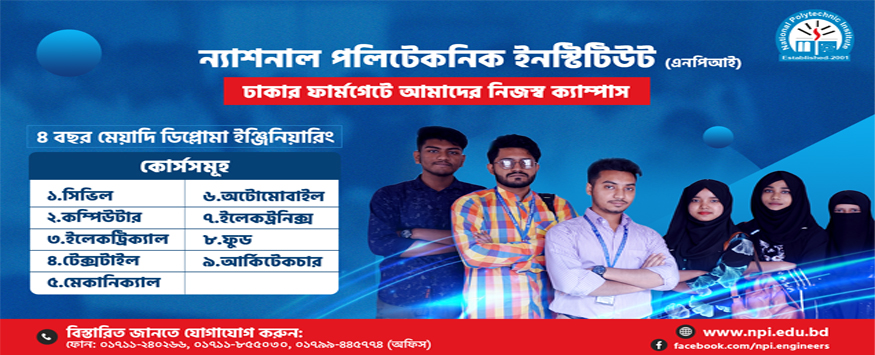 ন্যাশনাল পলিটেকনিক ইনস্টিটিউট (এনপিআই)
National Polytechnic Institute
Established.2001
ঢাকার ফার্মগেটে আমাদের নিজস্ব ক্যাম্পাস
৪ বছর মেয়াদি ডিপ্লোমা ইঞ্জিনিয়ারিং
কোর্সসমূহ
১.সিভিল
২.কম্পিউটার
৩.ইলেকট্রিক্যাল
৪.টেক্সটাইল
৫.মেকানিক্যাল
৬.অটোমোবাইল
৭.ইলেকট্রনিক্স
৮.ফুড
৯.আর্কিটেকচার
বিস্তারিত জানতে যোগাযোগ করুন:
ফোন: ০১৭১১-২৪০২৬৬, ০১৭১১-৮৫৫০৩০, ০১৭৯৯-৪৪৫৭৭৪ (অফিস)
www.npi.edu.bd
facebook.com/npi.engineers